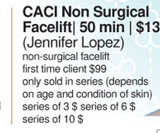 CACI Non Surgical
Facelift| 50 min | $13
(Jennifer Lopez)
non-surgical facelift
first time client $99
only sold in series (depends
on age and condition of skin)
series of 3 $ series of 6 $
series of 10 $